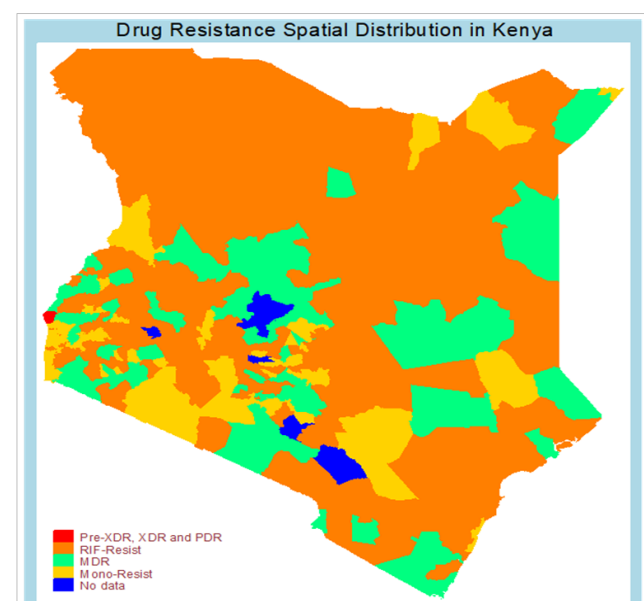 Drug Resistance Spatial Distribution in Kenya
Pre-XDR, XDR and PDR
RIF-Resist
MDR
Mono-Resist
No data